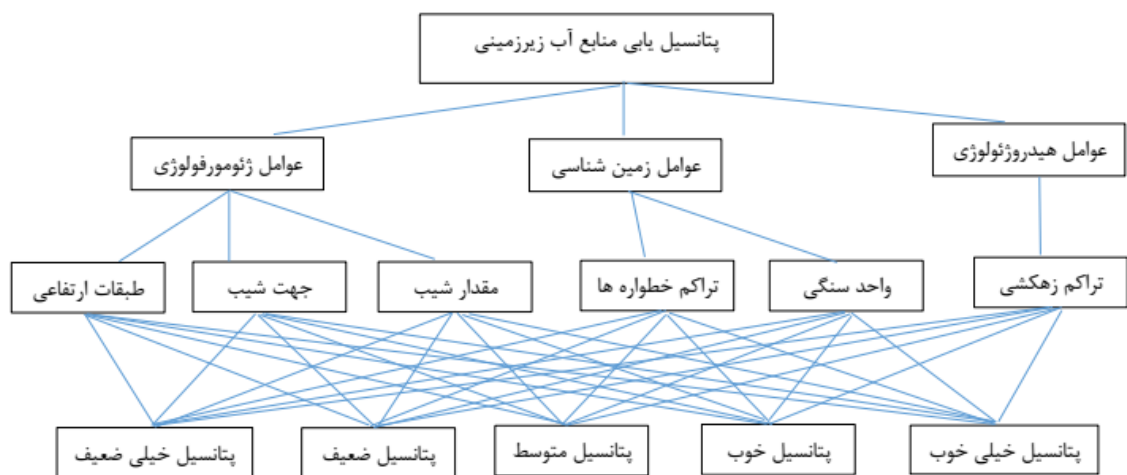 پتانسیل یابی منابع آب زیرزمینی
عوامل هیدروژئولوژی
عوامل زمین شناسی
عوامل ژئومورفولوژی
تراکم زهکشی
واحد سنگی
تراکم خطواره ها
مقدار شیب
جهت شیب
طبقات ارتفاعی
پتانسیل خیلی خوب
پتانسیل خوب
پتانسیل متوسط
پتانسیل ضعیف
پتانسیل خیلی ضعیف